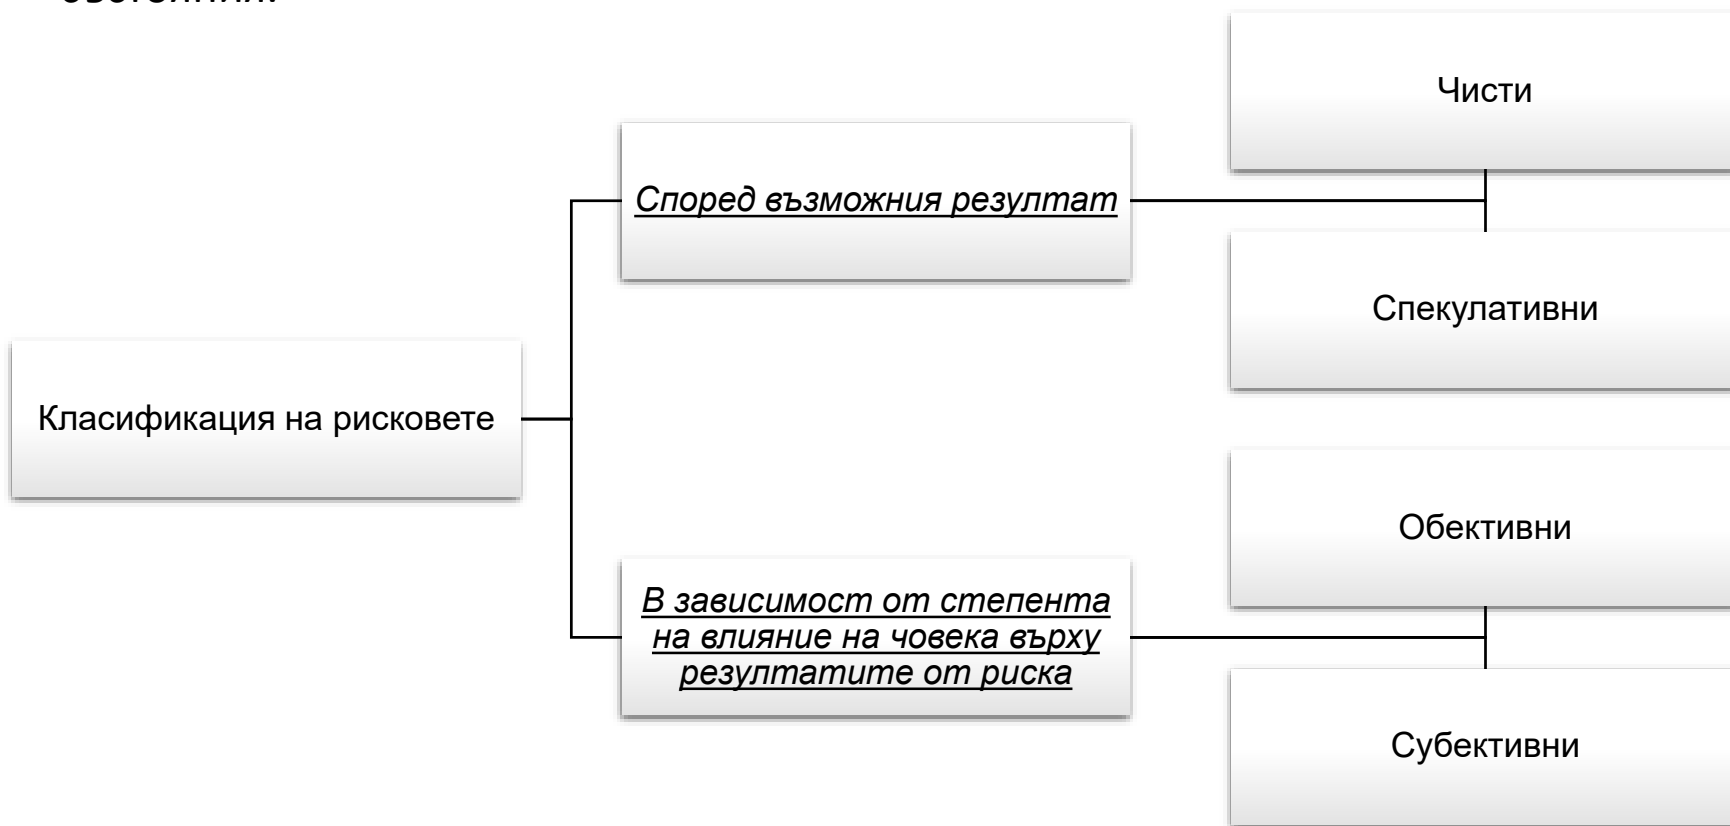 Чисти
Според възможния резултат
Спекулативни
Класификация на рисковете
Обективни
В зависимост от степента
на влияние на човека върху
резултатите от риска
Субективни